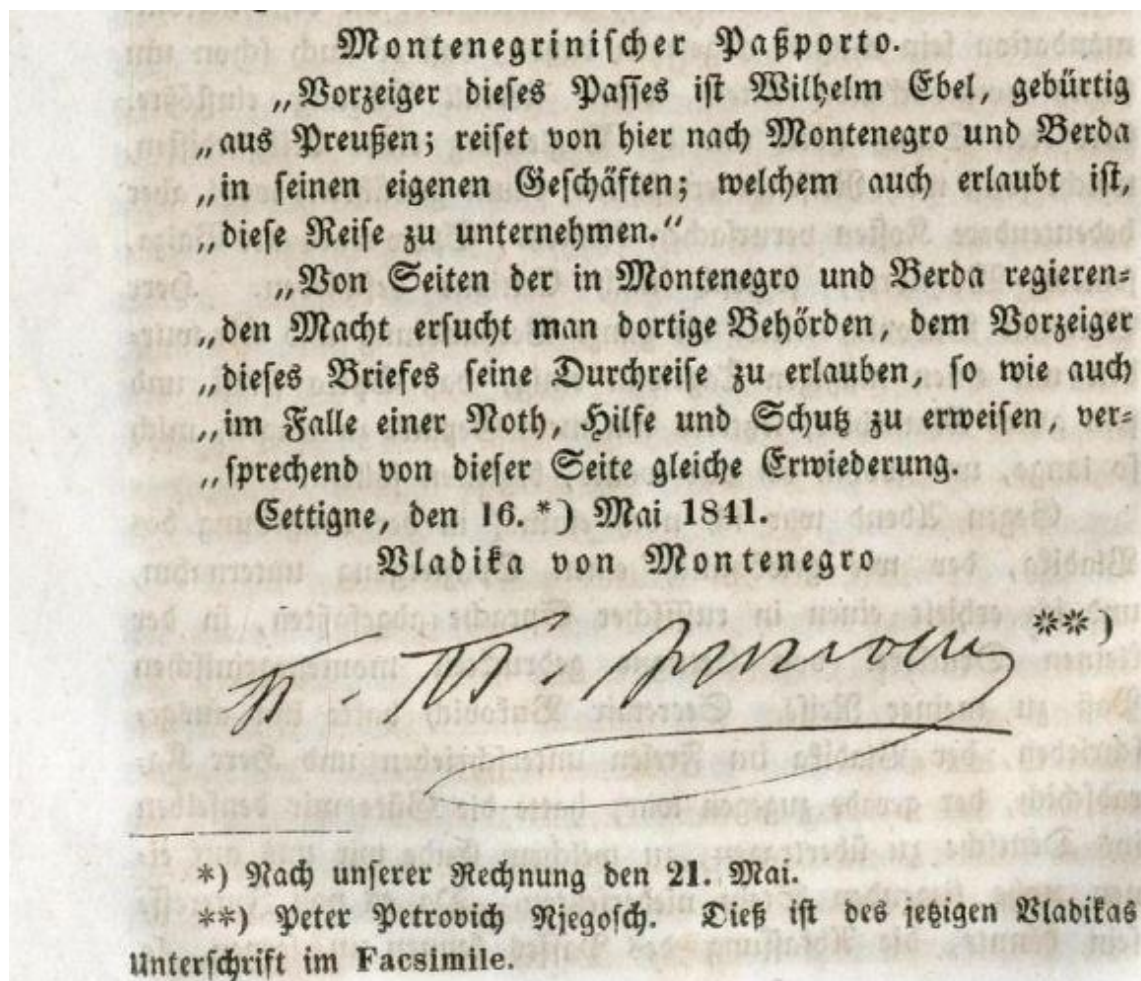 Montenegrinischer Paßporto.
„Vorzeiger dieses Passes ist Wilhelm Ebel, gebürtig
„aus Preußen; reiset von hier nach Montenegro und Berda
„in seinen eigenen Geschäften; welchem auch erlaubt ist,
„diese Reise zu unternehmen.“
„Von Seiten der in Montenegro und Berda regieren-
„den Macht ersucht man dortige Behörden, dem Vorzeiger
„dieses Briefes seine Durchreise zu erlauben, so wie auch
„im Falle einer Noth, Hilfe und Schutz zu erweisen, ver-
„sprechend von dieser Seite gleiche Erwiederung.
Cettigne, den 16. *) Mai 1841.
Vladika von Montenegro
**)
*) Nach unserer Rechnung den 21. Mai.
**) Peter Petrovich Njegosch. Dieß ist des jetzigen Vladikas
Unterschrift im Facsimile.